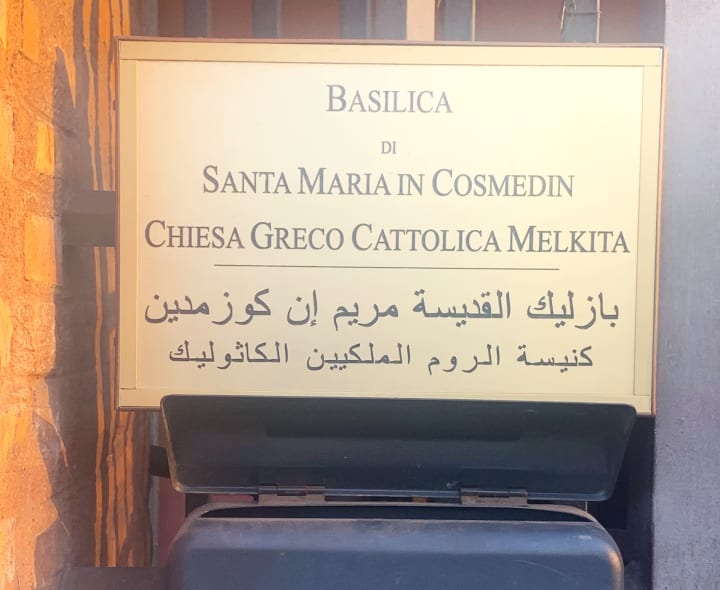 BASILICA
DI
SANTA MARIA IN COSMEDIN
CHIESA GRECO CATTOLICA MELKITA
بازليك القديسة مريم إن كوزمدين
كنيسة الروم الملكيين الكاثوليك